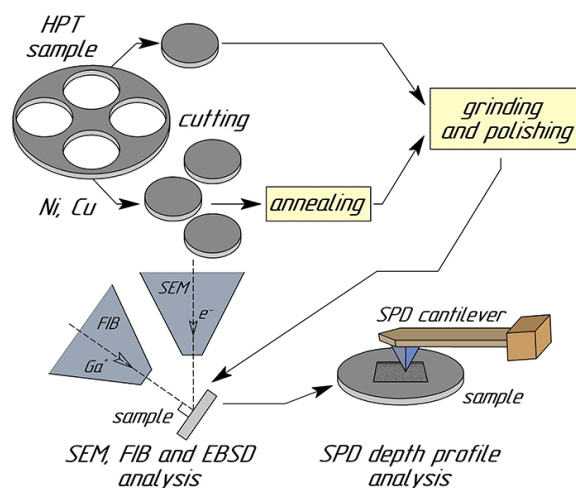 HPT
sample
cutting
grinding
and polishing
Ni, Cu
annealing
SEM
e⁻
FIB
Ga⁺
sample
SPD cantilever
sample
SEM, FIB and EBSD
analysis
SPD depth profile
analysis